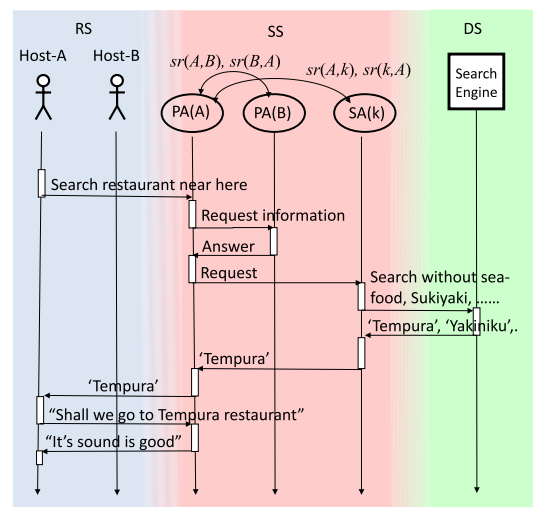 RS
SS
DS
Host-A
Host-B
sr(A,B), sr(B,A)
sr(A,k), sr(k,A)
PA(A)
PA(B)
SA(k)
Search
Engine
Search restaurant near here
Request information
Answer
Request
Search without sea-
food, Sukiyaki, ……
‘Tempura’, ‘Yakiniku’,.
‘Tempura’
‘Tempura’
“Shall we go to Tempura restaurant”
“It’s sound is good”